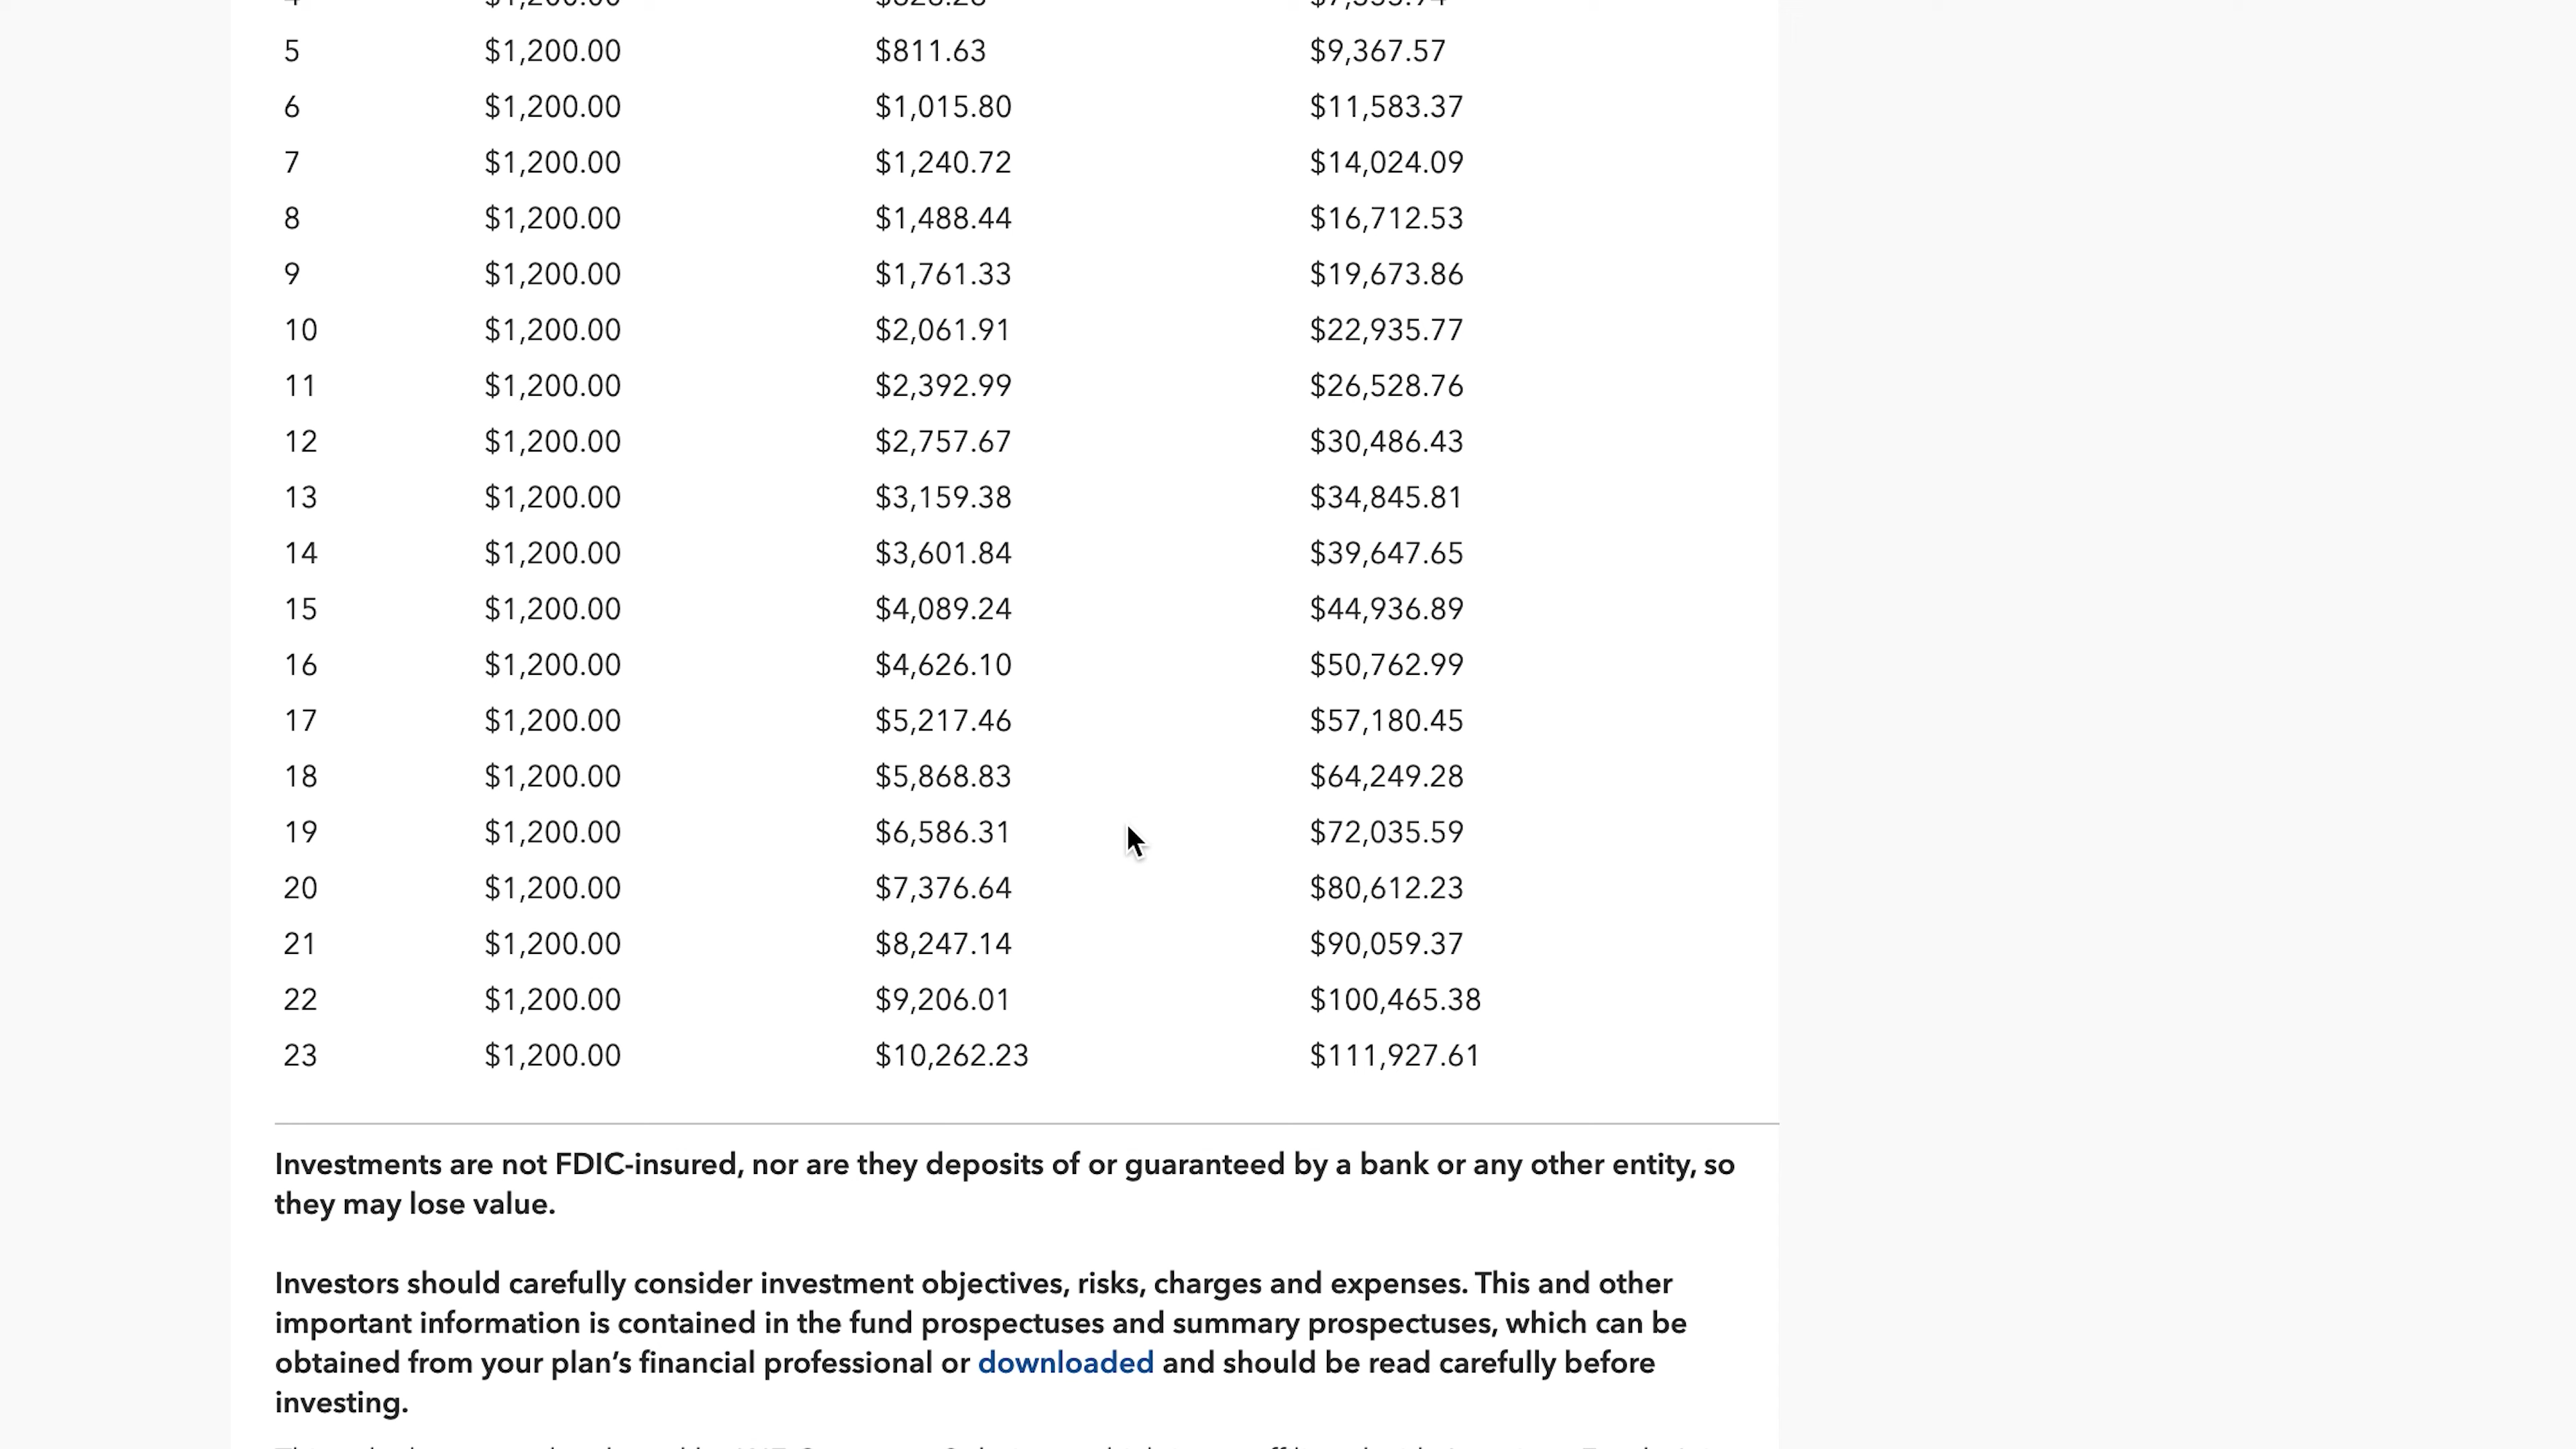 5 $1,200.00 $811.63 $9,367.57
6 $1,200.00 $1,015.80 $11,583.37
7 $1,200.00 $1,240.72 $14,024.09
8 $1,200.00 $1,488.44 $16,712.53
9 $1,200.00 $1,761.33 $19,673.86
10 $1,200.00 $2,061.91 $22,935.77
11 $1,200.00 $2,392.99 $26,528.76
12 $1,200.00 $2,757.67 $30,486.43
13 $1,200.00 $3,159.38 $34,845.81
14 $1,200.00 $3,601.84 $39,647.65
15 $1,200.00 $4,089.24 $44,936.89
16 $1,200.00 $4,626.10 $50,762.99
17 $1,200.00 $5,217.46 $57,180.45
18 $1,200.00 $5,868.83 $64,249.28
19 $1,200.00 $6,586.31 $72,035.59
20 $1,200.00 $7,376.64 $80,612.23
21 $1,200.00 $8,247.14 $90,059.37
22 $1,200.00 $9,206.01 $100,465.38
23 $1,200.00 $10,262.23 $111,927.61
Investments are not FDIC-insured, nor are they deposits of or guaranteed by a bank or any other entity, so
they may lose value.
Investors should carefully consider investment objectives, risks, charges and expenses. This and other
important information is contained in the fund prospectuses and summary prospectuses, which can be
obtained from your plan’s financial professional or downloaded and should be read carefully before
investing.